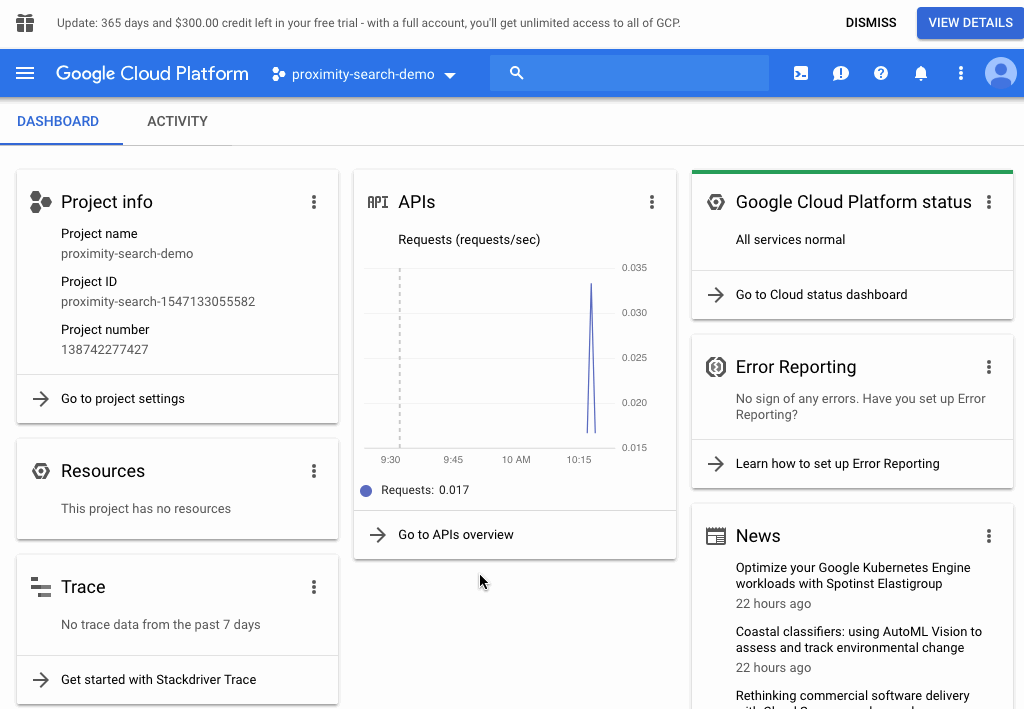 Update: 365 days and $300.00 credit left in your free trial - with a full account, you'll get unlimited access to all of GCP.
DISMISS
VIEW DETAILS
Google Cloud Platform
proximity-search-demo
DASHBOARD
ACTIVITY
Project info
Project name
proximity-search-demo
Project ID
proximity-search-1547133055582
Project number
138742277427
Go to project settings
Resources
This project has no resources
Trace
No trace data from the past 7 days
Get started with Stackdriver Trace
API
APIs
Requests (requests/sec)
0.035
0.030
0.025
0.020
0.015
9:30
9:45
10 AM
10:15
Requests: 0.017
Go to APIs overview
Google Cloud Platform status
All services normal
Go to Cloud status dashboard
Error Reporting
No sign of any errors. Have you set up Error
Reporting?
Learn how to set up Error Reporting
News
Optimize your Google Kubernetes Engine
workloads with Spotinst Elastigroup
22 hours ago
Coastal classifiers: using AutoML Vision to
assess and track environmental change
22 hours ago
Rethinking commercial software delivery